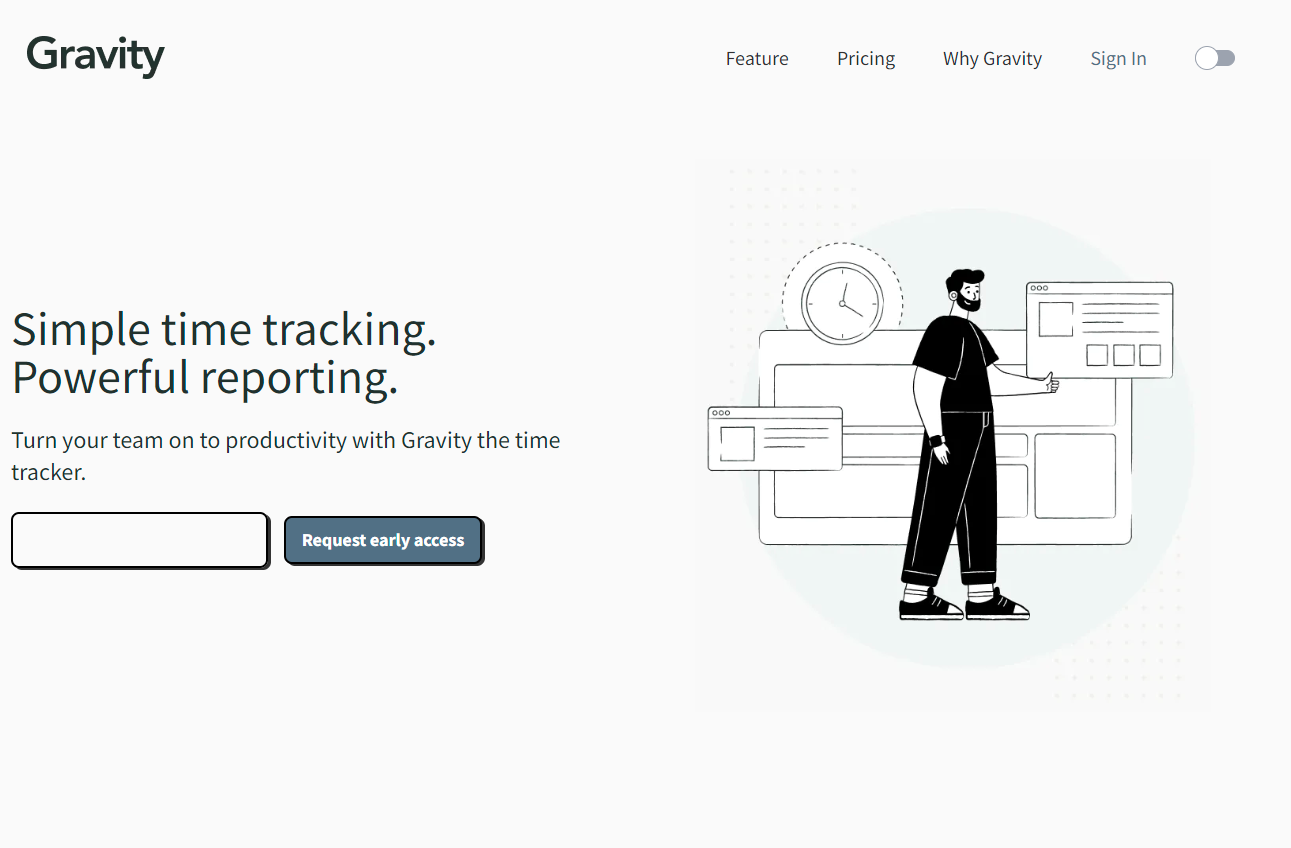 Gravity
Feature Pricing Why Gravity Sign In
Simple time tracking.
Powerful reporting.
Turn your team on to productivity with Gravity the time
tracker.
Request early access